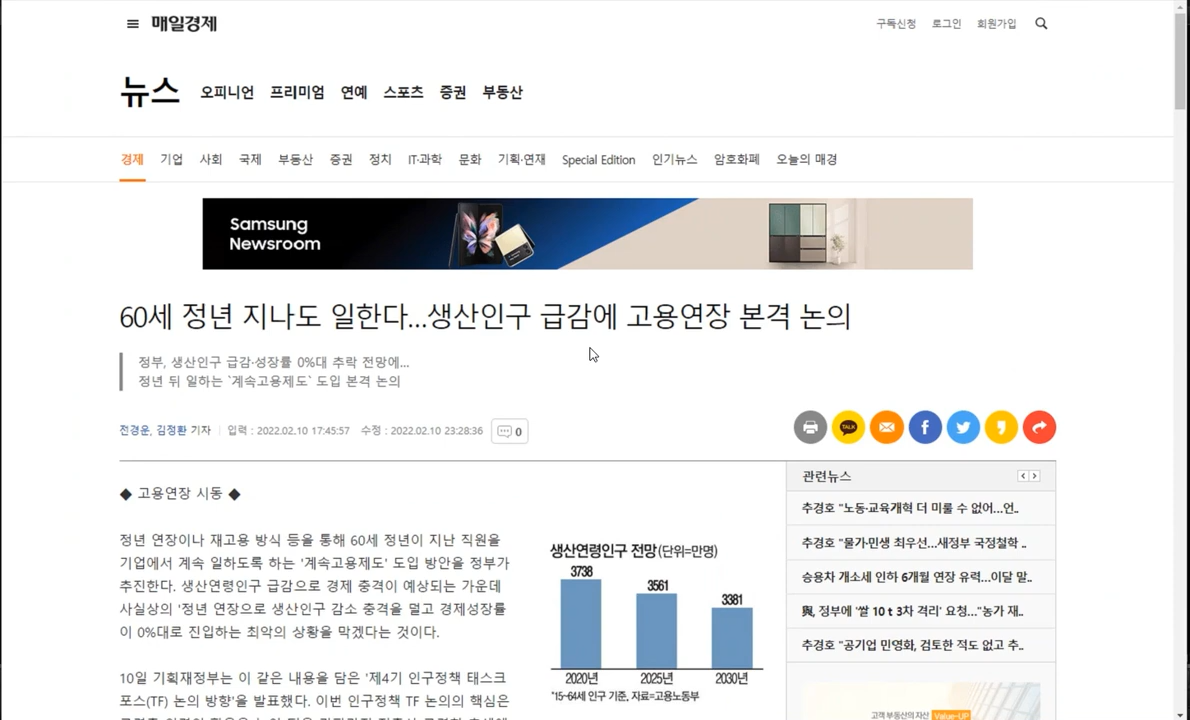 매일경제
구독신청 로그인 회원가입
뉴스 오피니언 프리미엄 연예 스포츠 증권 부동산
경제 기업 사회 국제 부동산 증권 정치 IT·과학 문화 기획·연재 Special Edition 인기뉴스 암호화폐 오늘의 매경
Samsung
Newsroom
60세 정년 지나도 일한다...생산인구 급감에 고용연장 본격 논의
정부, 생산인구 급감·성장률 0%대 추락 전망에...
정년 뒤 일하는 `계속고용제도` 도입 본격 논의
전경운, 김정환 기자 입력 : 2022.02.10 17:45:57 수정 : 2022.02.10 23:28:36 0
TALK
◆ 고용연장 시동 ◆
정년 연장이나 재고용 방식 등을 통해 60세 정년이 지난 직원을
기업에서 계속 일하도록 하는 '계속고용제도' 도입 방안을 정부가
추진한다. 생산연령인구 급감으로 경제 충격이 예상되는 가운데
사실상의 '정년 연장으로 생산인구 감소 충격을 덜고 경제성장률
이 0%대로 진입하는 최악의 상황을 막겠다는 것이다.
10일 기획재정부는 이 같은 내용을 담은 '제4기 인구정책 태스크
포스(TF) 논의 방향'을 발표했다. 이번 인구정책 TF 논의의 핵심은
생산연령인구 전망(단위=만명)
3738
3561
3381
2020년 2025년 2030년
*15~64세 인구 기준, 자료=고용노동부
관련뉴스
추경호 "노동·교육개혁 더 미룰 수 없어...언..
추경호 "물가·민생 최우선...새정부 국정철학 ..
승용차 개소세 인하 6개월 연장 유력...이달 말..
與, 정부에 '쌀 10t 3차 격리' 요청..."농가 재..
추경호 "공기업 민영화, 검토한 적도 없고 추..
고객 부동산의 자산 Value-UP